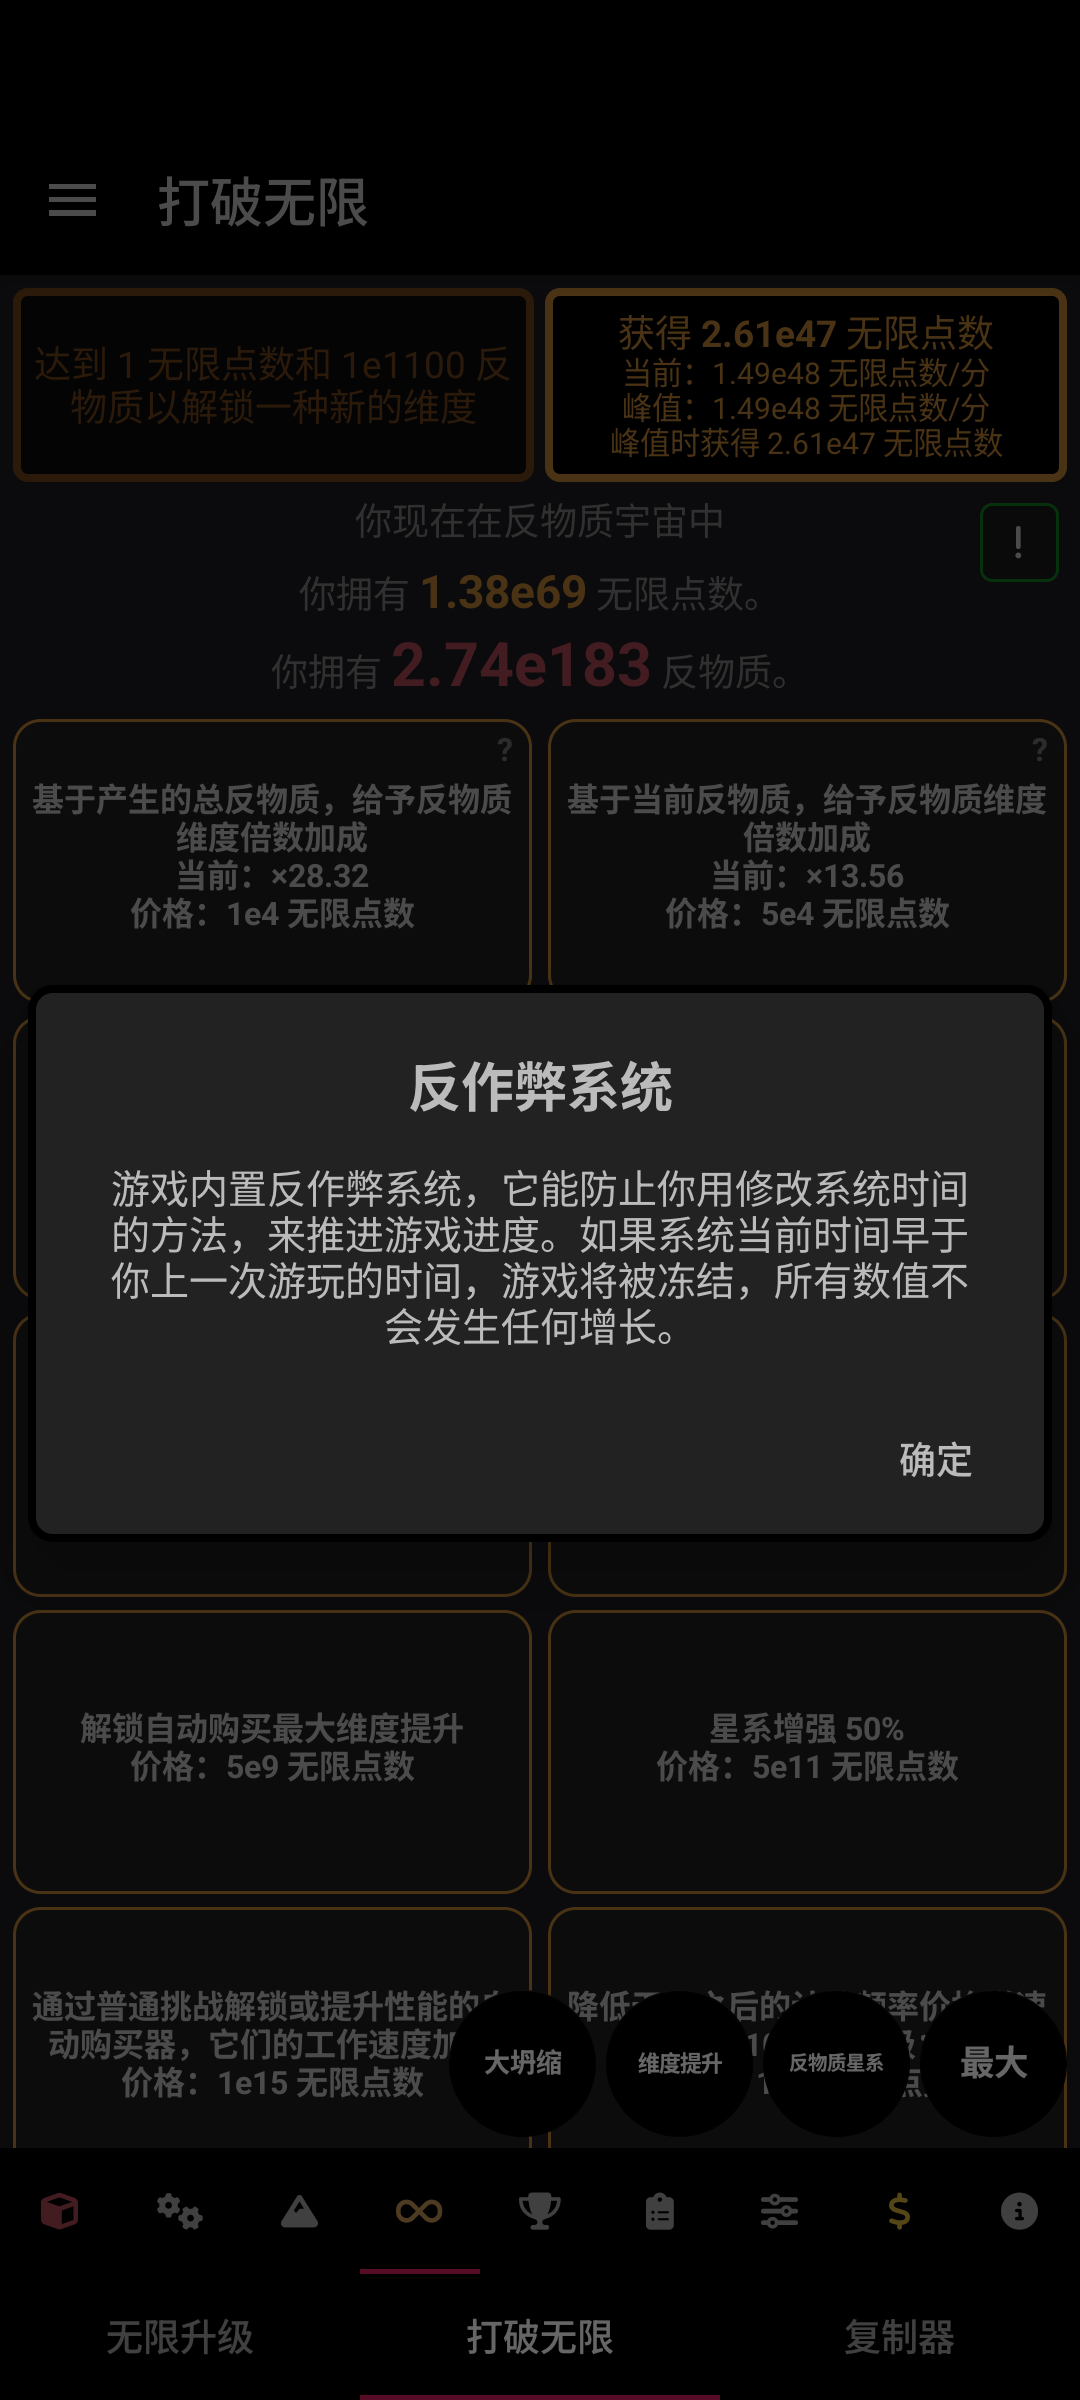 打破无限
达到 1 无限点数和 1e1100 反
物质以解锁一种新的维度
获得 2.61e47 无限点数
当前：1.49e48 无限点数/分
峰值：1.49e48 无限点数/分
峰值时获得 2.61e47 无限点数
你现在在反物质宇宙中
!
你拥有 1.38e69 无限点数。
你拥有 2.74e183 反物质。
?
基于产生的总反物质，给予反物质
维度倍数加成
当前：×28.32
价格：1e4 无限点数
?
基于当前反物质，给予反物质维度
倍数加成
当前：×13.56
价格：5e4 无限点数
反作弊系统
游戏内置反作弊系统，它能防止你用修改系统时间
的方法，来推进游戏进度。如果系统当前时间早于
你上一次游玩的时间，游戏将被冻结，所有数值不
会发生任何增长。
确定
解锁自动购买最大维度提升
价格：5e9 无限点数
星系增强 50%
价格：5e11 无限点数
通过普通挑战解锁或提升性能的
动购买器，它们的工作速度加
价格：1e15 无限点数
降低 之后的 频率价格
大坍缩
维度提升
反物质星系
最大
无限升级
打破无限
复制器